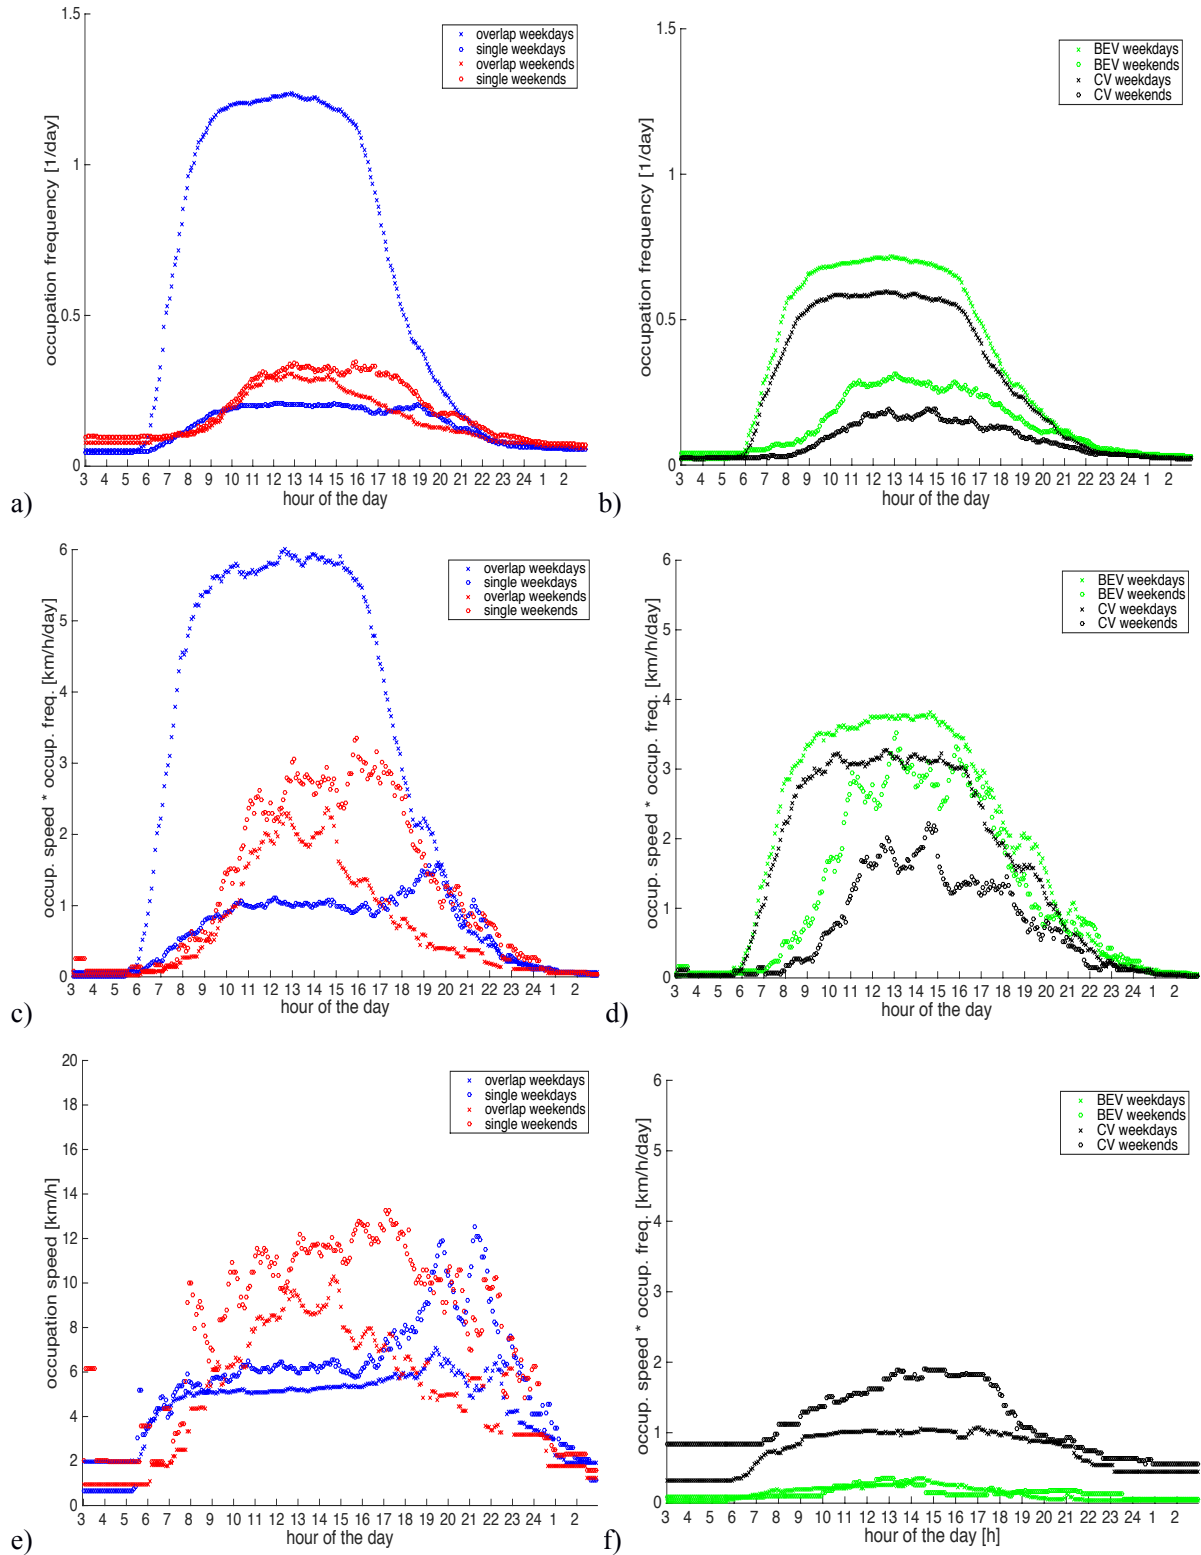 1.5
1
0.5
0
occupation frequency [1/day]
overlap weekdays
single weekdays
overlap weekends
single weekends
3 4 5 6 7 8 9 10 11 12 13 14 15 16 17 18 19 20 21 22 23 24 1 2
hour of the day
a)
1.5
1
0.5
0
occupation frequency [1/day]
BEV weekdays
BEV weekends
CV weekdays
CV weekends
3 4 5 6 7 8 9 10 11 12 13 14 15 16 17 18 19 20 21 22 23 24 1 2
hour of the day
b)
6
5
4
3
2
1
0
occup. speed * occup. freq. [km/h/day]
overlap weekdays
single weekdays
overlap weekends
single weekends
3 4 5 6 7 8 9 10 11 12 13 14 15 16 17 18 19 20 21 22 23 24 1 2
hour of the day
c)
6
5
4
3
2
1
0
occup. speed * occup. freq. [km/h/day]
BEV weekdays
BEV weekends
CV weekdays
CV weekends
3 4 5 6 7 8 9 10 11 12 13 14 15 16 17 18 19 20 21 22 23 24 1 2
hour of the day
d)
20
18
16
14
12
10
8
6
4
2
0
occupation speed [km/h]
overlap weekdays
single weekdays
overlap weekends
single weekends
3 4 5 6 7 8 9 10 11 12 13 14 15 16 17 18 19 20 21 22 23 24 1 2
hour of the day
e)
6
5
4
3
2
1
0
occup. speed * occup. freq. [km/h/day]
BEV weekdays
BEV weekends
CV weekdays
CV weekends
3 4 5 6 7 8 9 10 11 12 13 14 15 16 17 18 19 20 21 22 23 24 1 2
hour of the day [h]
f)